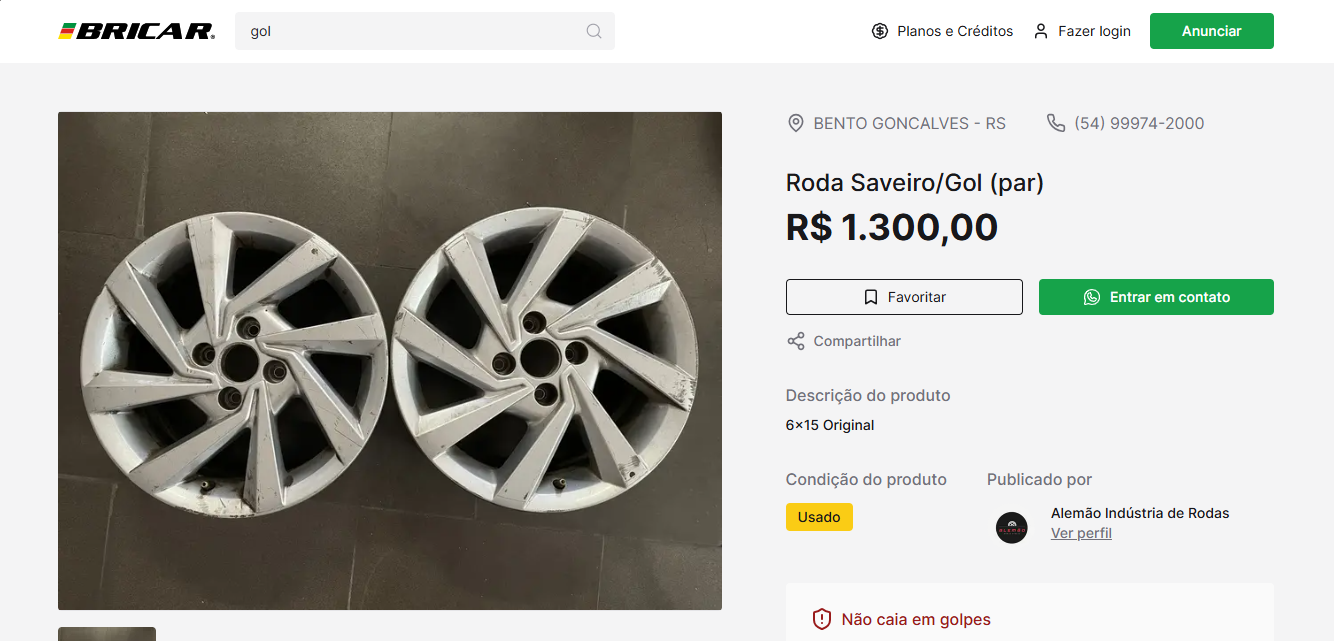 BRICAR
gol
Planos e Créditos
Fazer login
Anunciar
BENTO GONCALVES - RS
(54) 99974-2000
Roda Saveiro/Gol (par)
R$ 1.300,00
Favoritar
Entrar em contato
Compartilhar
Descrição do produto
6x15 Original
Condição do produto
Usado
Publicado por
ALEMÃO
Alemão Indústria de Rodas
Ver perfil
Não caia em golpes